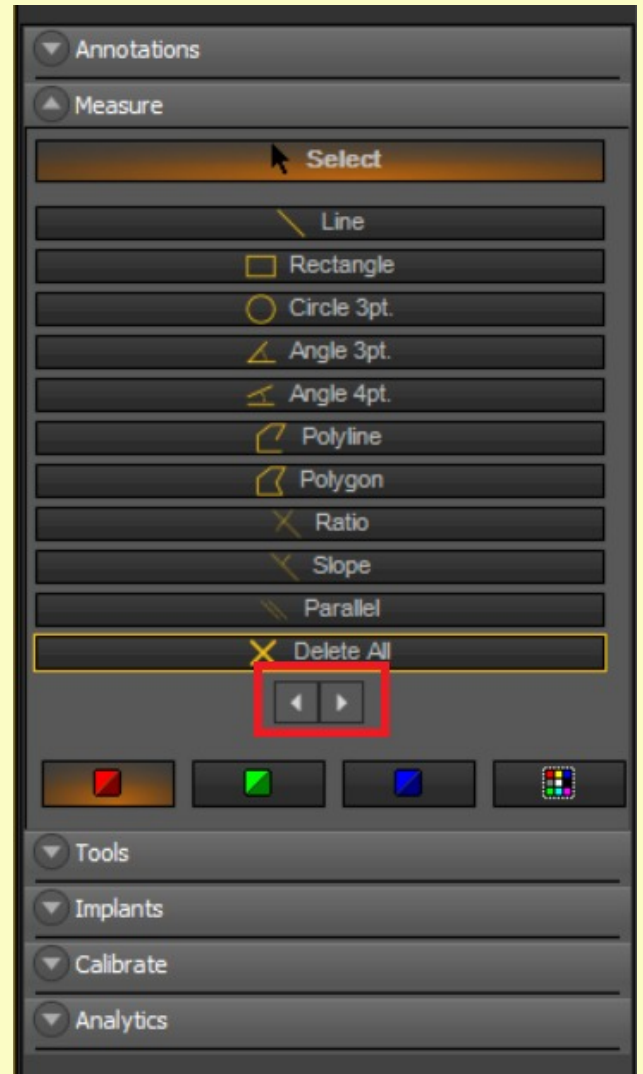 Annotations
Measure
Select
Line
Rectangle
Circle 3pt.
Angle 3pt.
Angle 4pt.
Polyline
Polygon
Ratio
Slope
Parallel
Delete All
Tools
Implants
Calibrate
Analytics